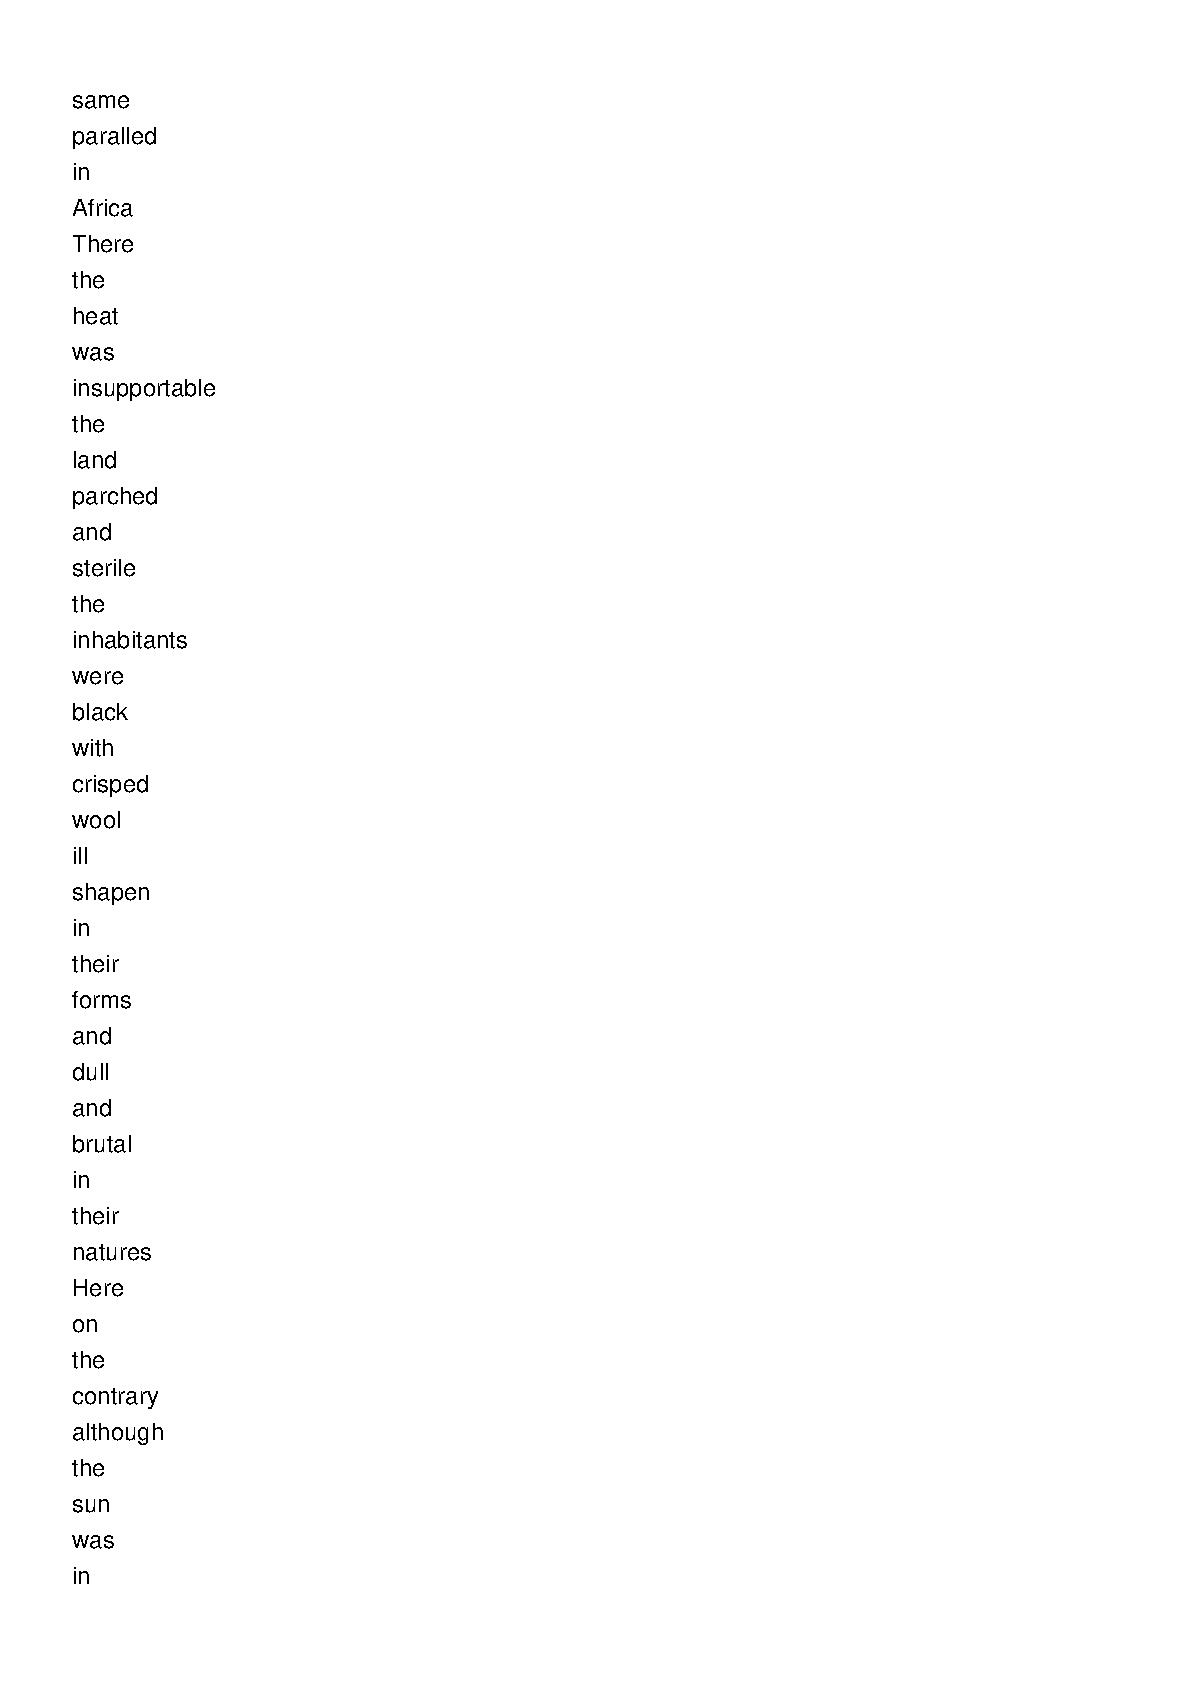 same
paralled
in
Africa
There
the
heat
was
insupportable
the
land
parched
and
sterile
the
inhabitants
were
black
with
crisped
wool
ill
shapen
in
their
forms
and
dull
and
brutal
in
their
natures
Here
on
the
contrary
although
the
sun
was
in